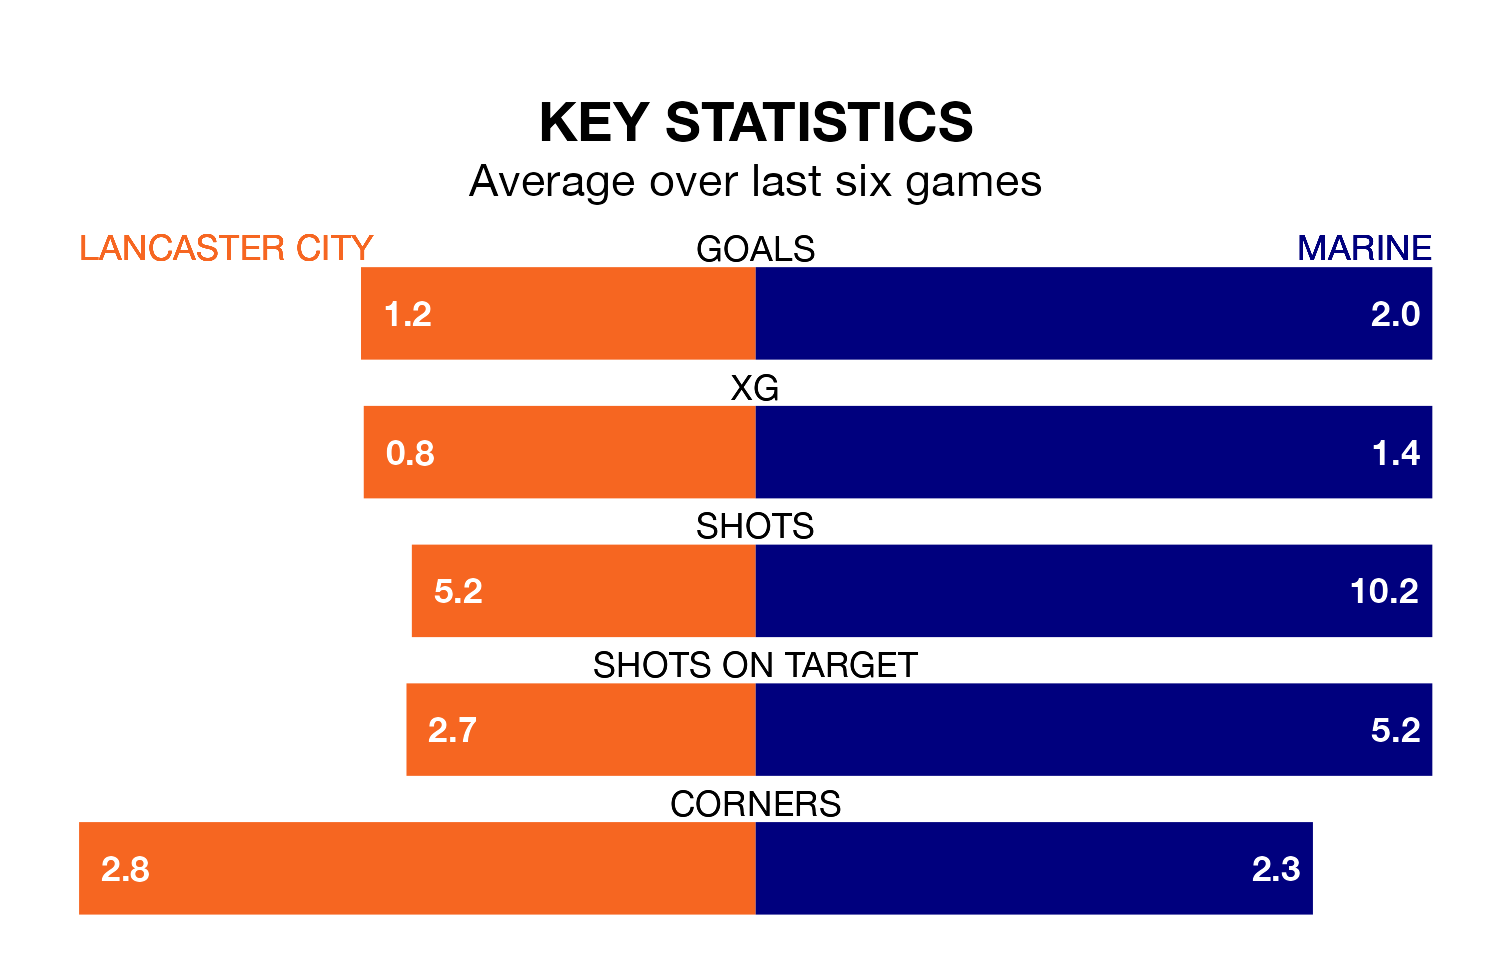 KEY STATISTICS
Average over last six games
LANCASTER CITY GOALS MARINE
1.2 2.0
XG
0.8 1.4
SHOTS
5.2 10.2
SHOTS ON TARGET
2.7 5.2
CORNERS
2.8 2.3